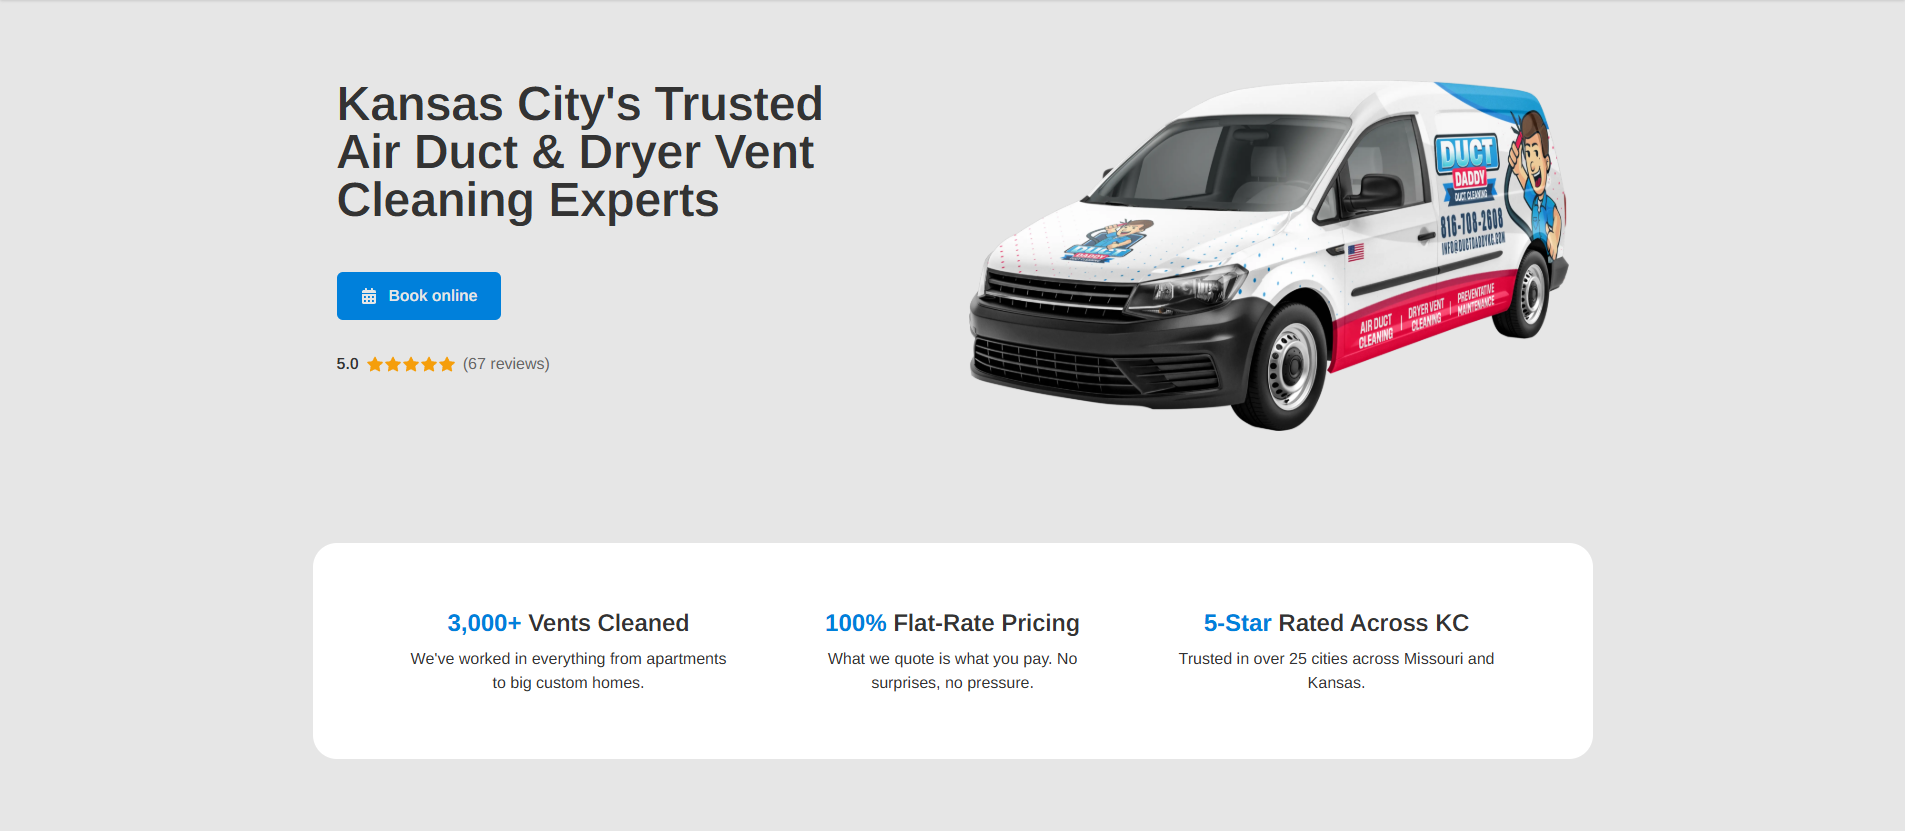 Kansas City's Trusted
Air Duct & Dryer Vent
Cleaning Experts
Book online
5.0 (67 reviews)
DUCT
DADDY
DUCT CLEANING
816-708-2608
INFO@DUCTDADDYKC.COM
DUCT
DADDY
AIR DUCT
CLEANING
DRYER VENT
CLEANING
PREVENTATIVE
MAINTENANCE
3,000+ Vents Cleaned
We've worked in everything from apartments
to big custom homes.
100% Flat-Rate Pricing
What we quote is what you pay. No
surprises, no pressure.
5-Star Rated Across KC
Trusted in over 25 cities across Missouri and
Kansas.